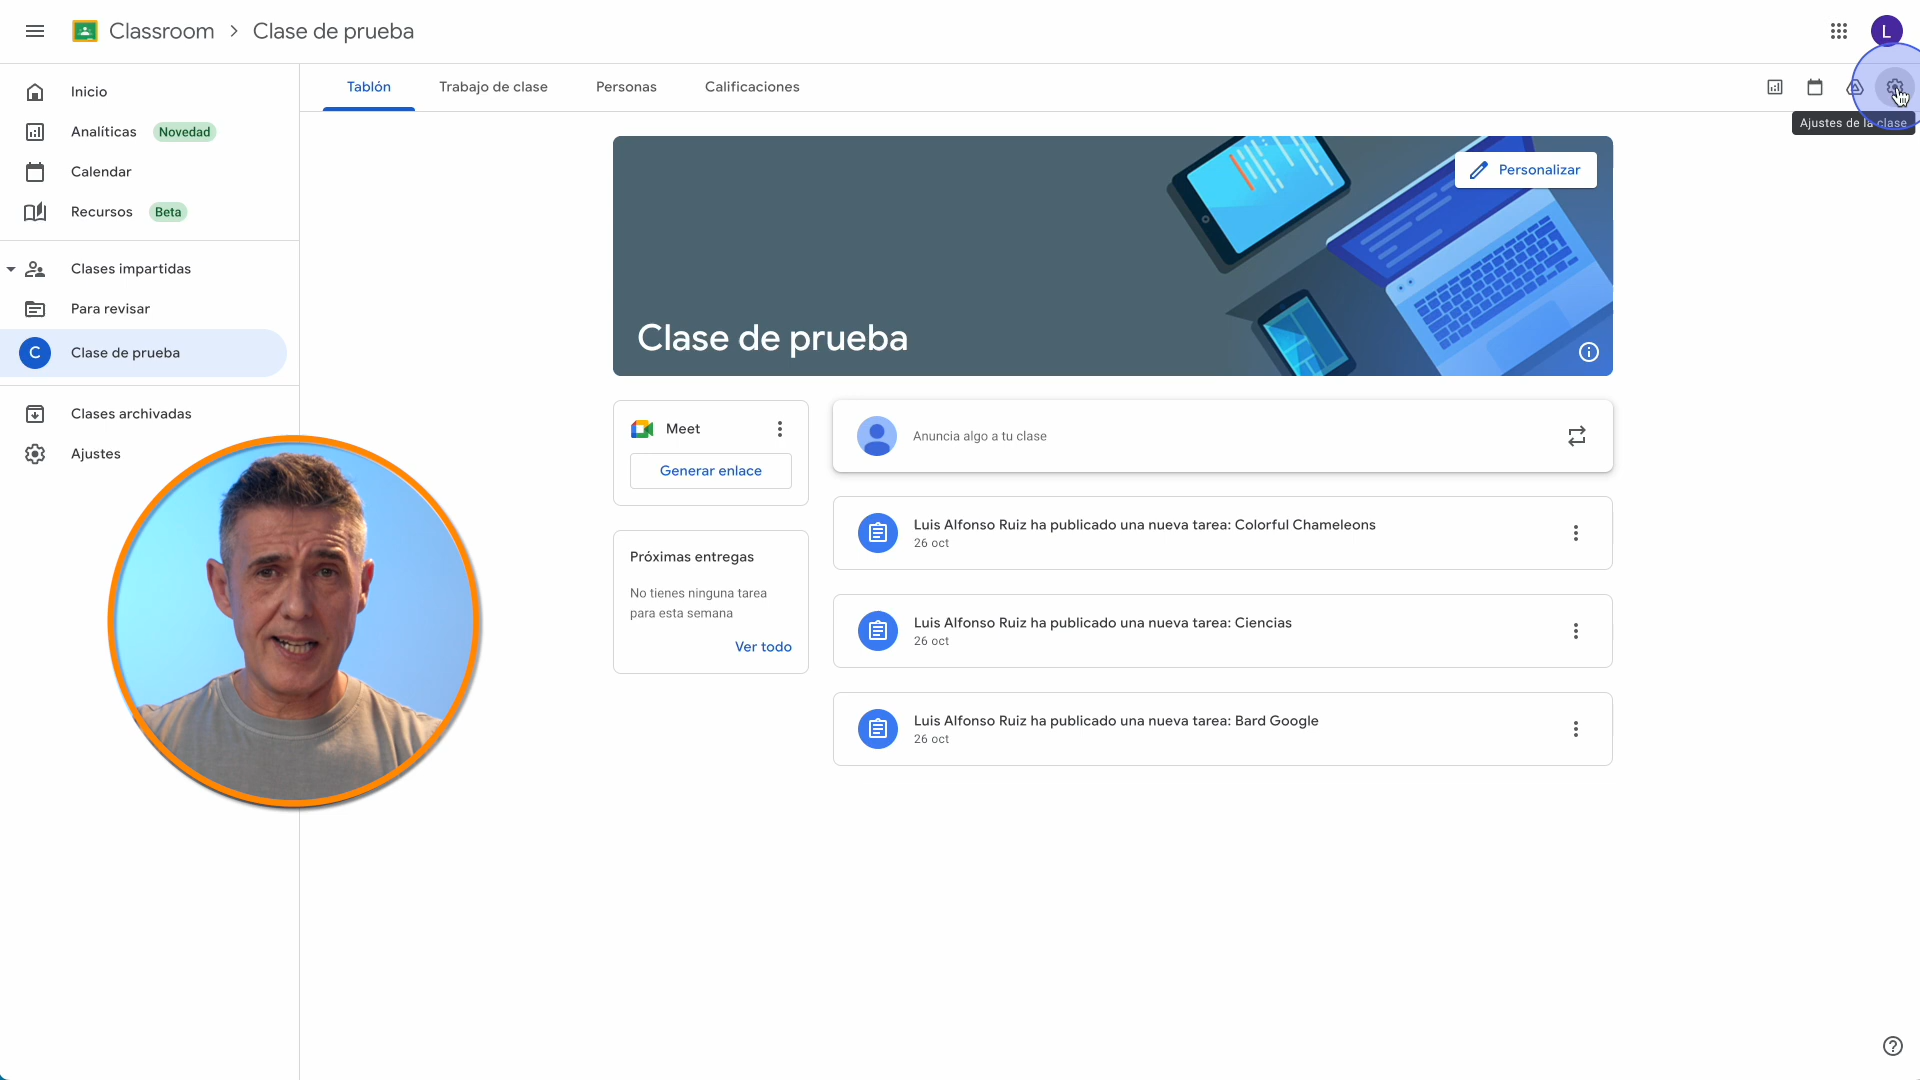 Classroom > Clase de prueba
L
Inicio
Analíticas Novedad
Calendar
Recursos Beta
Clases impartidas
Para revisar
C Clase de prueba
Clases archivadas
Ajustes
Tablón Trabajo de clase Personas Calificaciones
Ajustes de la clase
Personalizar
Clase de prueba
Meet
Generar enlace
Próximas entregas
No tienes ninguna tarea
para esta semana
Ver todo
Anuncia algo a tu clase
Luis Alfonso Ruiz ha publicado una nueva tarea: Colorful Chameleons
26 oct
Luis Alfonso Ruiz ha publicado una nueva tarea: Ciencias
26 oct
Luis Alfonso Ruiz ha publicado una nueva tarea: Bard Google
26 oct